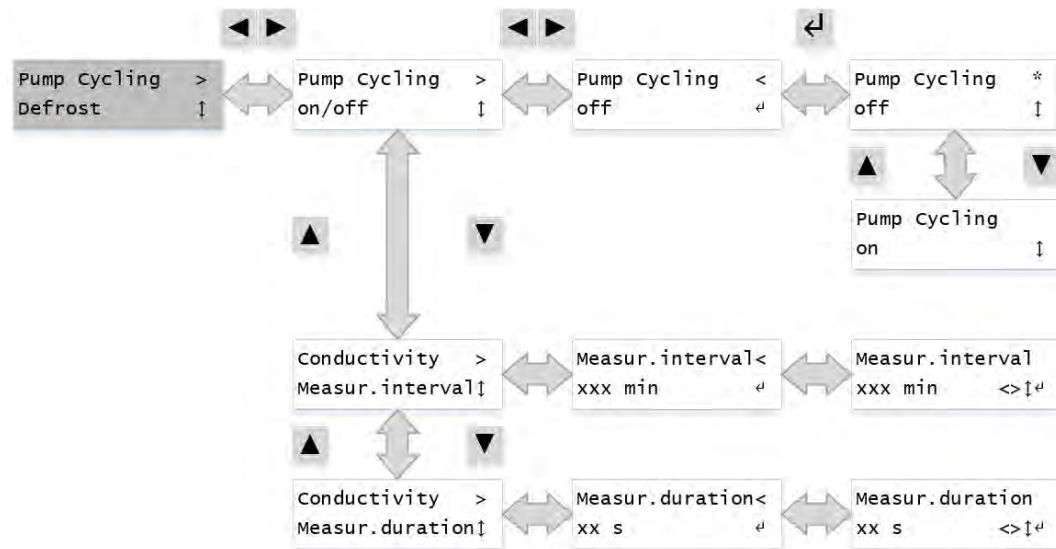 ◄ ► ◄ ► ↵
Pump Cycling >
Defrost ↕
Pump Cycling >
on/off ↕
Pump Cycling <
off ↵
Pump Cycling *
off ↕
▲ ▼
Pump Cycling
on ↕
▲ ▼
Conductivity >
Measur.interval↕
Measur.interval<
xxx min ↵
Measur.interval
xxx min <>↕↵
▲ ▼
Conductivity >
Measur.duration↕
Measur.duration<
xx s ↵
Measur.duration
xx s <>↕↵